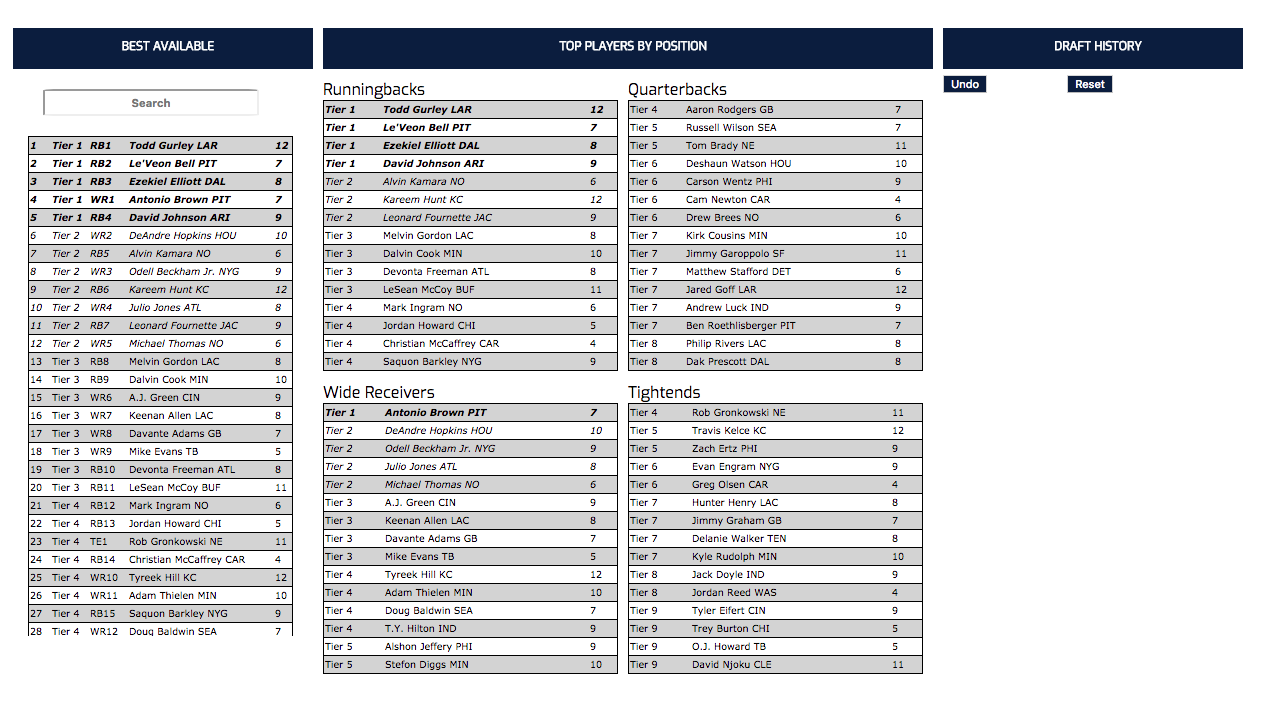 BEST AVAILABLE
Search
1 Tier 1 RB1 Todd Gurley LAR 12
2 Tier 1 RB2 Le'Veon Bell PIT 7
3 Tier 1 RB3 Ezekiel Elliott DAL 8
4 Tier 1 WR1 Antonio Brown PIT 7
5 Tier 1 RB4 David Johnson ARI 9
6 Tier 2 WR2 DeAndre Hopkins HOU 10
7 Tier 2 RB5 Alvin Kamara NO 6
8 Tier 2 WR3 Odell Beckham Jr. NYG 9
9 Tier 2 RB6 Kareem Hunt KC 12
10 Tier 2 WR4 Julio Jones ATL 8
11 Tier 2 RB7 Leonard Fournette JAC 9
12 Tier 2 WR5 Michael Thomas NO 6
13 Tier 3 RB8 Melvin Gordon LAC 8
14 Tier 3 RB9 Dalvin Cook MIN 10
15 Tier 3 WR6 A.J. Green CIN 9
16 Tier 3 WR7 Keenan Allen LAC 8
17 Tier 3 WR8 Davante Adams GB 7
18 Tier 3 WR9 Mike Evans TB 5
19 Tier 3 RB10 Devonta Freeman ATL 8
20 Tier 3 RB11 LeSean McCoy BUF 11
21 Tier 4 RB12 Mark Ingram NO 6
22 Tier 4 RB13 Jordan Howard CHI 5
23 Tier 4 TE1 Rob Gronkowski NE 11
24 Tier 4 RB14 Christian McCaffrey CAR 4
25 Tier 4 WR10 Tyreek Hill KC 12
26 Tier 4 WR11 Adam Thielen MIN 10
27 Tier 4 RB15 Saquon Barkley NYG 9
28 Tier 4 WR12 Doug Baldwin SEA 7
TOP PLAYERS BY POSITION
Runningbacks
Tier 1 Todd Gurley LAR 12
Tier 1 Le'Veon Bell PIT 7
Tier 1 Ezekiel Elliott DAL 8
Tier 1 David Johnson ARI 9
Tier 2 Alvin Kamara NO 6
Tier 2 Kareem Hunt KC 12
Tier 2 Leonard Fournette JAC 9
Tier 3 Melvin Gordon LAC 8
Tier 3 Dalvin Cook MIN 10
Tier 3 Devonta Freeman ATL 8
Tier 3 LeSean McCoy BUF 11
Tier 4 Mark Ingram NO 6
Tier 4 Jordan Howard CHI 5
Tier 4 Christian McCaffrey CAR 4
Tier 4 Saquon Barkley NYG 9
Quarterbacks
Tier 4 Aaron Rodgers GB 7
Tier 5 Russell Wilson SEA 7
Tier 5 Tom Brady NE 11
Tier 6 Deshaun Watson HOU 10
Tier 6 Carson Wentz PHI 9
Tier 6 Cam Newton CAR 4
Tier 6 Drew Brees NO 6
Tier 7 Kirk Cousins MIN 10
Tier 7 Jimmy Garoppolo SF 11
Tier 7 Matthew Stafford DET 6
Tier 7 Jared Goff LAR 12
Tier 7 Andrew Luck IND 9
Tier 7 Ben Roethlisberger PIT 7
Tier 8 Philip Rivers LAC 8
Tier 8 Dak Prescott DAL 8
Wide Receivers
Tier 1 Antonio Brown PIT 7
Tier 2 DeAndre Hopkins HOU 10
Tier 2 Odell Beckham Jr. NYG 9
Tier 2 Julio Jones ATL 8
Tier 2 Michael Thomas NO 6
Tier 3 A.J. Green CIN 9
Tier 3 Keenan Allen LAC 8
Tier 3 Davante Adams GB 7
Tier 3 Mike Evans TB 5
Tier 4 Tyreek Hill KC 12
Tier 4 Adam Thielen MIN 10
Tier 4 Doug Baldwin SEA 7
Tier 4 T.Y. Hilton IND 9
Tier 5 Alshon Jeffery PHI 9
Tier 5 Stefon Diggs MIN 10
Tightends
Tier 4 Rob Gronkowski NE 11
Tier 5 Travis Kelce KC 12
Tier 5 Zach Ertz PHI 9
Tier 6 Evan Engram NYG 9
Tier 6 Greg Olsen CAR 4
Tier 7 Hunter Henry LAC 8
Tier 7 Jimmy Graham GB 7
Tier 7 Delanie Walker TEN 8
Tier 7 Kyle Rudolph MIN 10
Tier 8 Jack Doyle IND 9
Tier 8 Jordan Reed WAS 4
Tier 9 Tyler Eifert CIN 9
Tier 9 Trey Burton CHI 5
Tier 9 O.J. Howard TB 5
Tier 9 David Njoku CLE 11
DRAFT HISTORY
Undo Reset